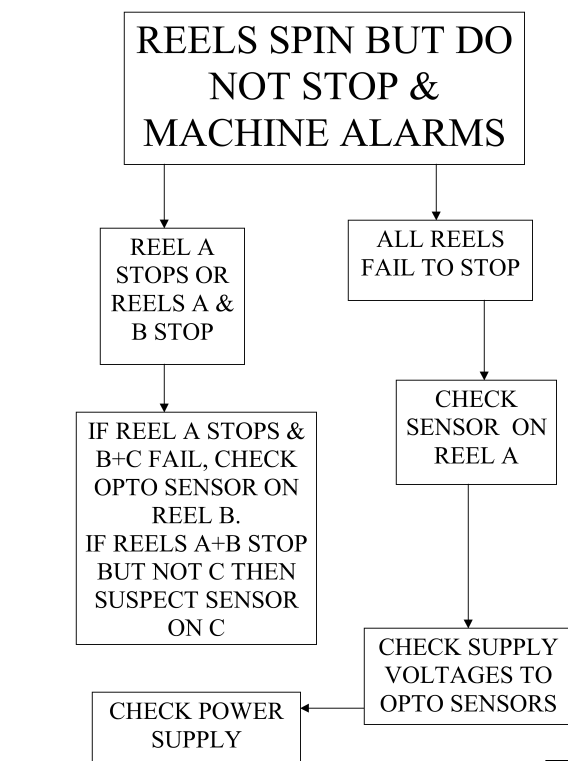 REELS SPIN BUT DO
NOT STOP &
MACHINE ALARMS
REEL A
STOPS OR
REELS A &
B STOP
ALL REELS
FAIL TO STOP
IF REEL A STOPS &
B+C FAIL, CHECK
OPTO SENSOR ON
REEL B.
IF REELS A+B STOP
BUT NOT C THEN
SUSPECT SENSOR
ON C
CHECK
SENSOR ON
REEL A
CHECK SUPPLY
VOLTAGES TO
OPTO SENSORS
CHECK POWER
SUPPLY